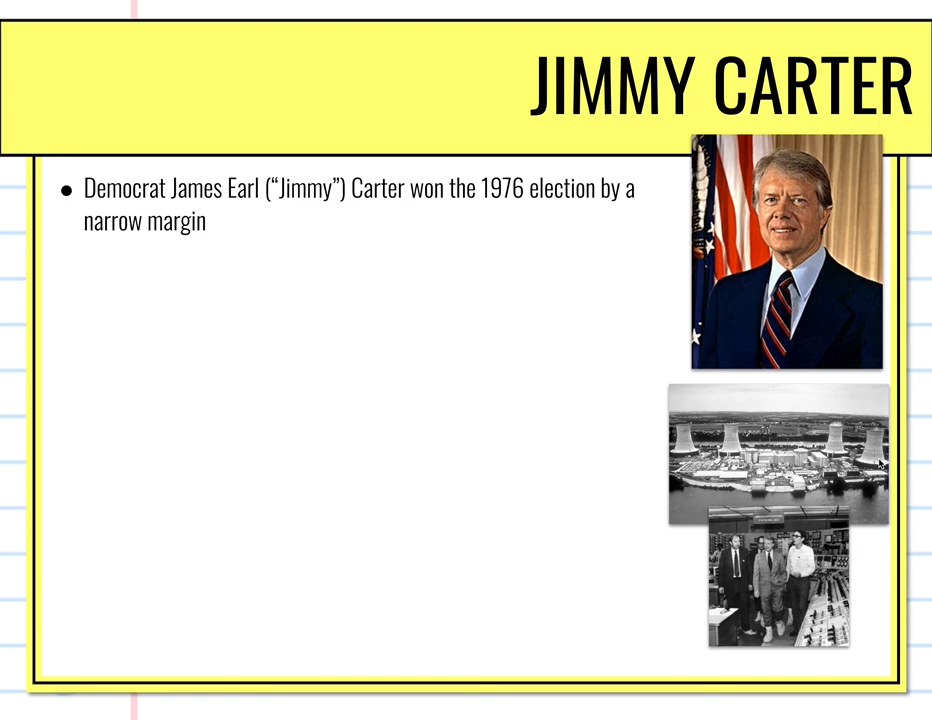 JIMMY CARTER
● Democrat James Earl (“Jimmy”) Carter won the 1976 election by a
narrow margin